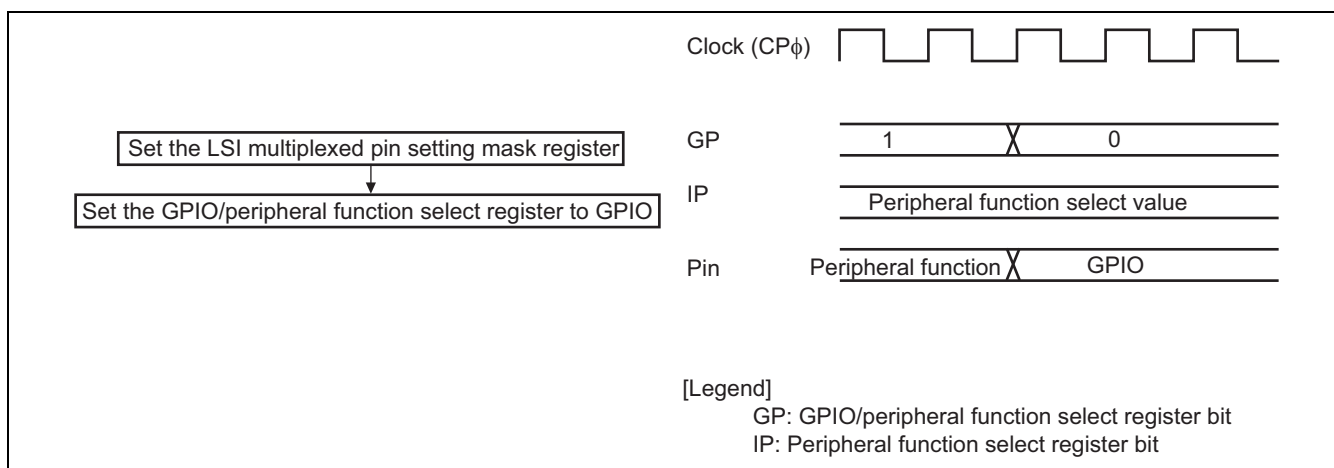 Clock (CPϕ)
Set the LSI multiplexed pin setting mask register
Set the GPIO/peripheral function select register to GPIO
GP 1 0
IP Peripheral function select value
Pin Peripheral function GPIO
[Legend]
GP: GPIO/peripheral function select register bit
IP: Peripheral function select register bit